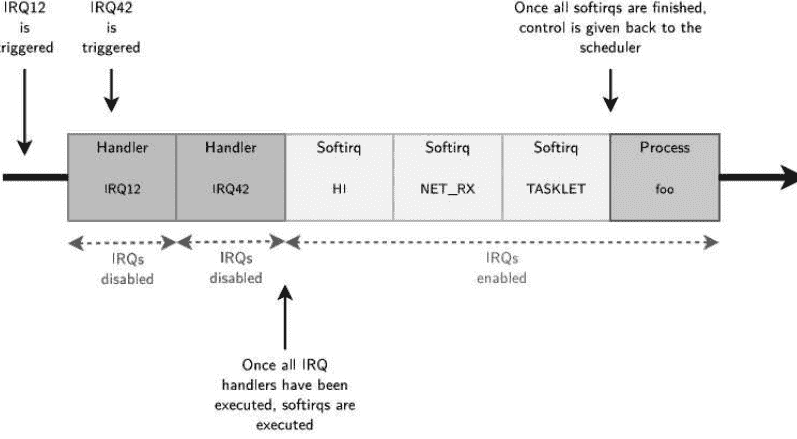 IRQ12
is
triggered
IRQ42
is
triggered
Once all softirqs are finished,
control is given back to the
scheduler
Handler
IRQ12
Handler
IRQ42
Softirq
HI
Softirq
NET_RX
Softirq
TASKLET
Process
foo
IRQs
disabled
IRQs
disabled
IRQs
enabled
Once all IRQ
handlers have been
executed, softirqs are
executed